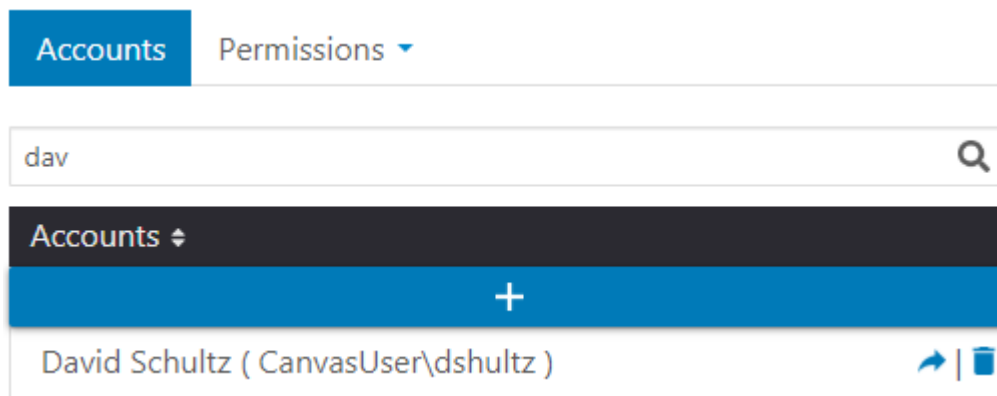 Accounts Permissions
dav
Accounts
David Schultz ( CanvasUser\dshultz )